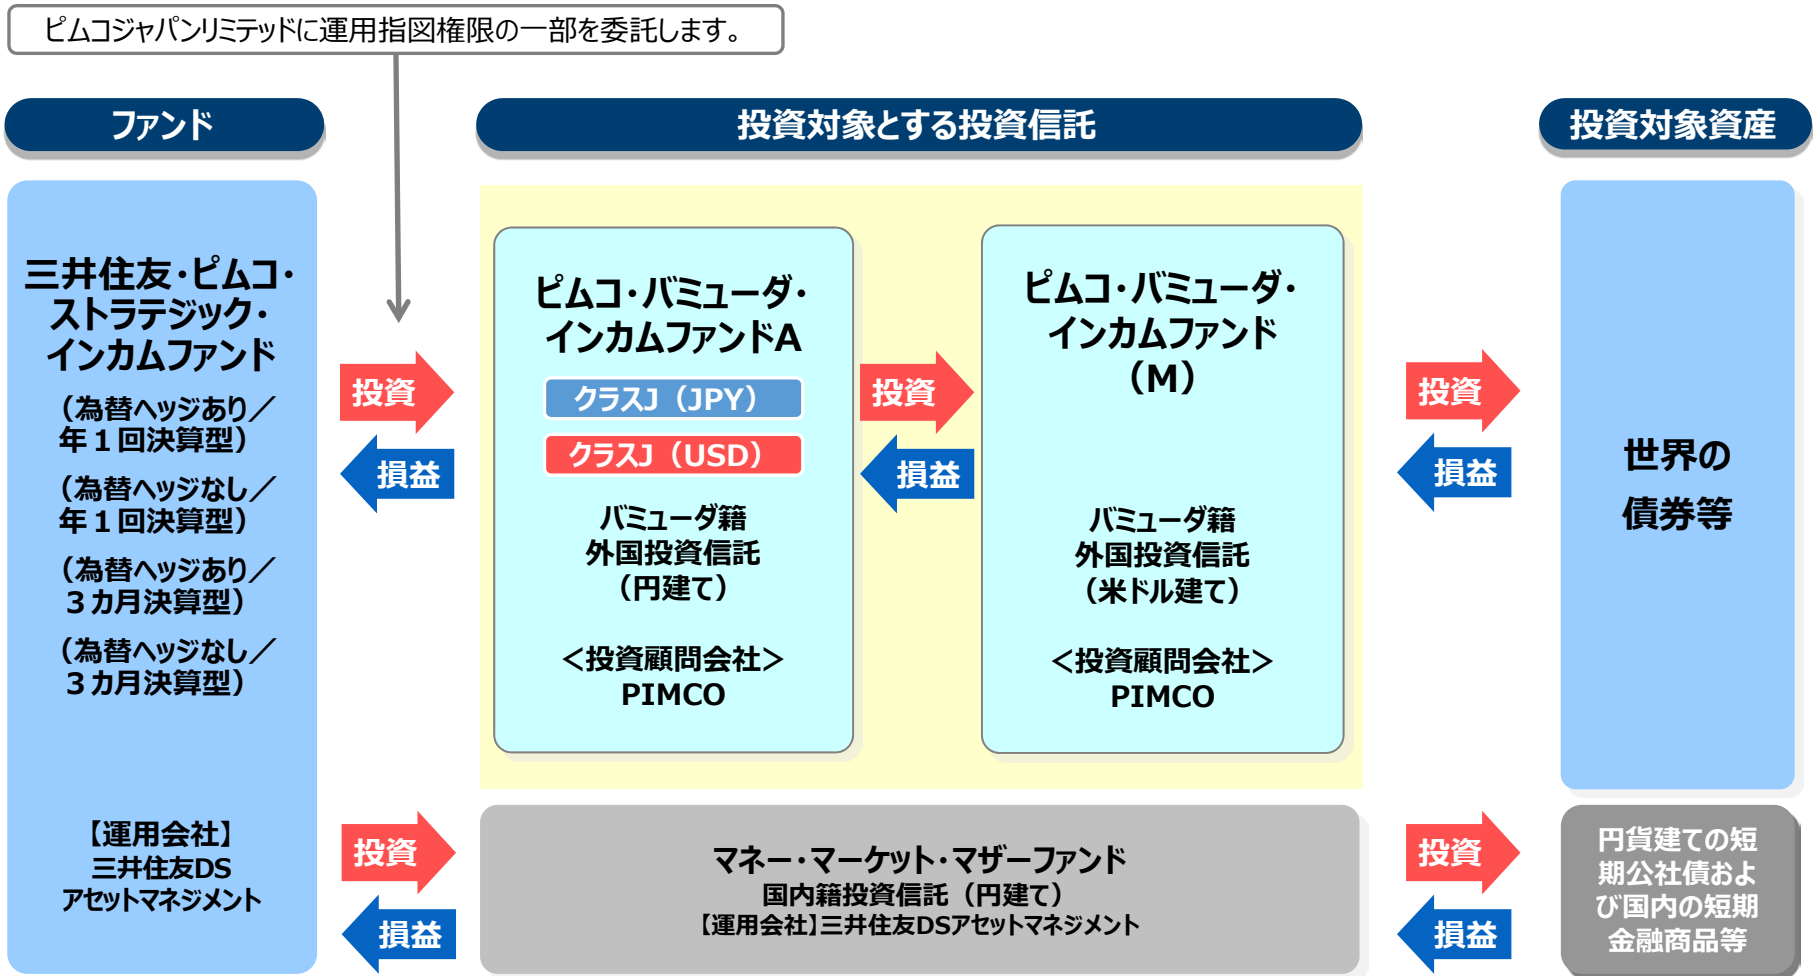 ピムコジャパンリミテッドに運用指図権限の一部を委託します。
ファンド
投資対象とする投資信託
投資対象資産
三井住友・ピムコ・
ストラテジック・
インカムファンド
（為替ヘッジあり／
年１回決算型）
（為替ヘッジなし／
年１回決算型）
（為替ヘッジあり／
３カ月決算型）
（為替ヘッジなし／
３カ月決算型）
【運用会社】
三井住友DS
アセットマネジメント
投資
損益
ピムコ・バミューダ・
インカムファンドA
クラスJ（JPY）
クラスJ（USD）
バミューダ籍
外国投資信託
（円建て）
＜投資顧問会社＞
PIMCO
投資
損益
ピムコ・バミューダ・
インカムファンド
（M）
バミューダ籍
外国投資信託
（米ドル建て）
＜投資顧問会社＞
PIMCO
投資
損益
世界の
債券等
投資
損益
マネー・マーケット・マザーファンド
国内籍投資信託（円建て）
【運用会社】三井住友DSアセットマネジメント
投資
損益
円貨建ての短
期公社債およ
び国内の短期
金融商品等